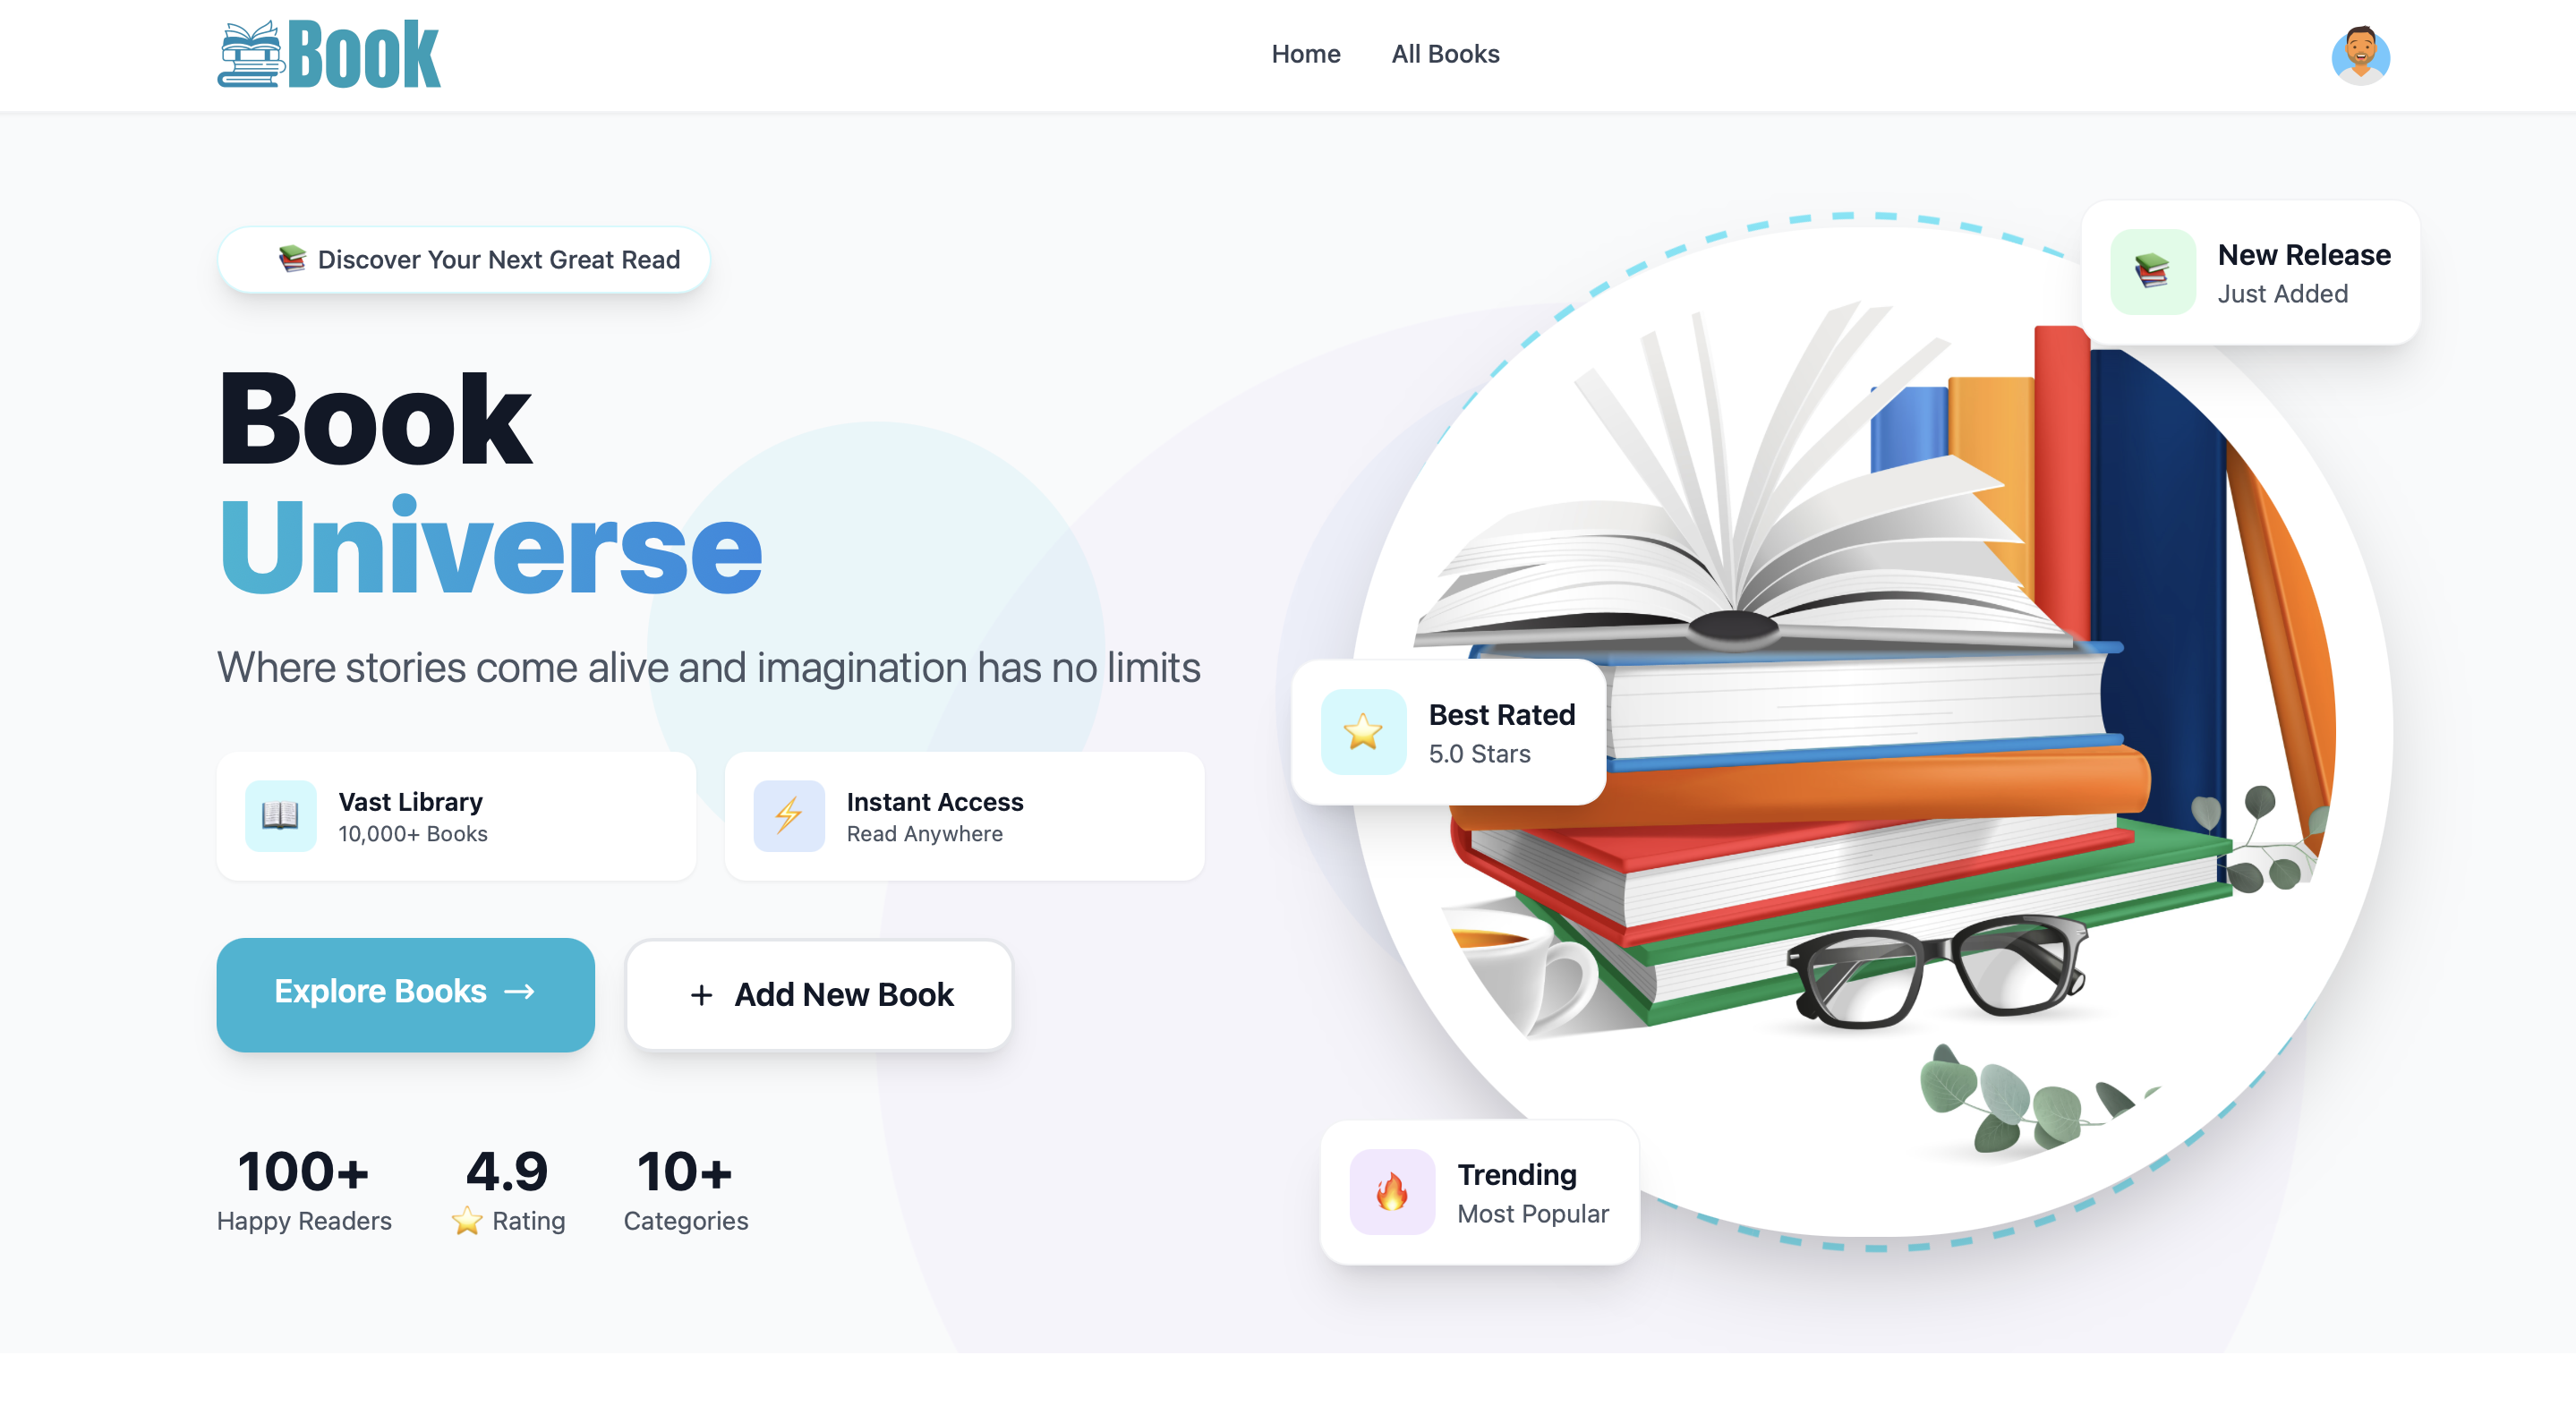 Book
Home
All Books
📚 Discover Your Next Great Read
Book
Universe
Where stories come alive and imagination has no limits
Vast Library
10,000+ Books
Instant Access
Read Anywhere
Explore Books →
+ Add New Book
100+
Happy Readers
4.9
⭐ Rating
10+
Categories
New Release
Just Added
Best Rated
5.0 Stars
Trending
Most Popular